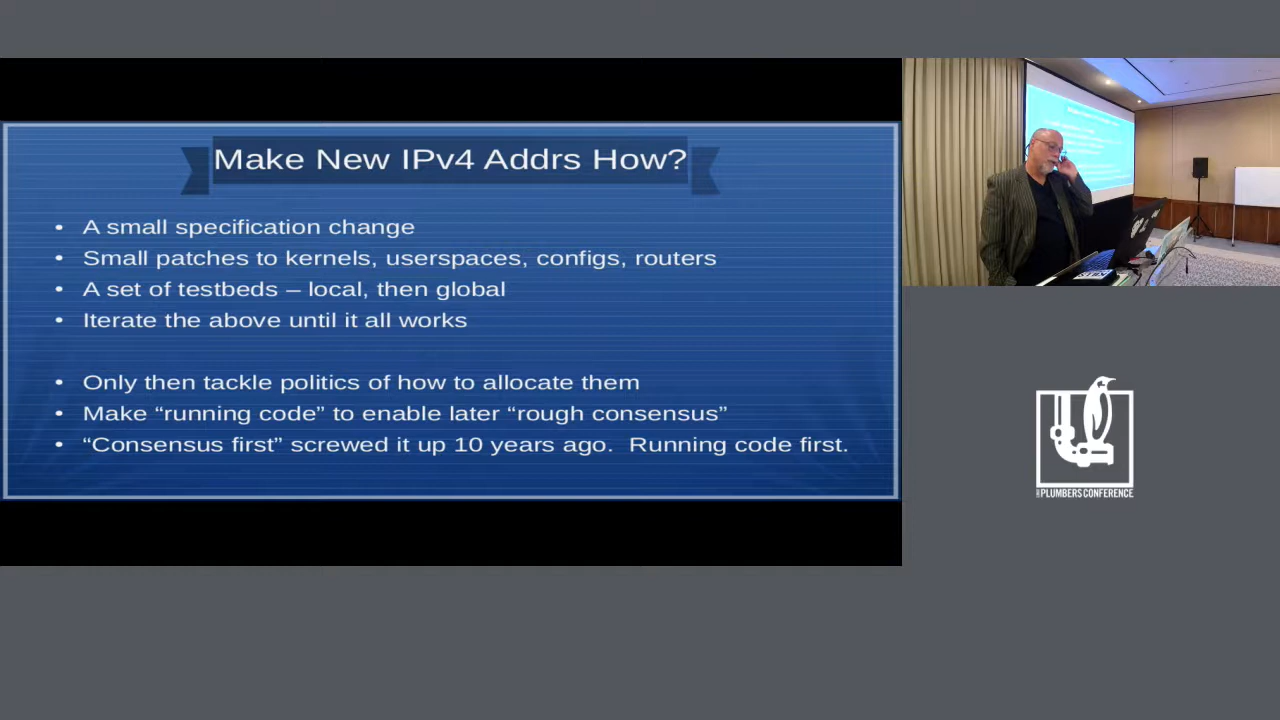 Make New IPv4 Addrs How?
• A small specification change
• Small patches to kernels, userspaces, configs, routers
• A set of testbeds – local, then global
• Iterate the above until it all works
• Only then tackle politics of how to allocate them
• Make “running code” to enable later “rough consensus”
• “Consensus first” screwed it up 10 years ago.  Running code first.
PLUMBERS CONFERENCE